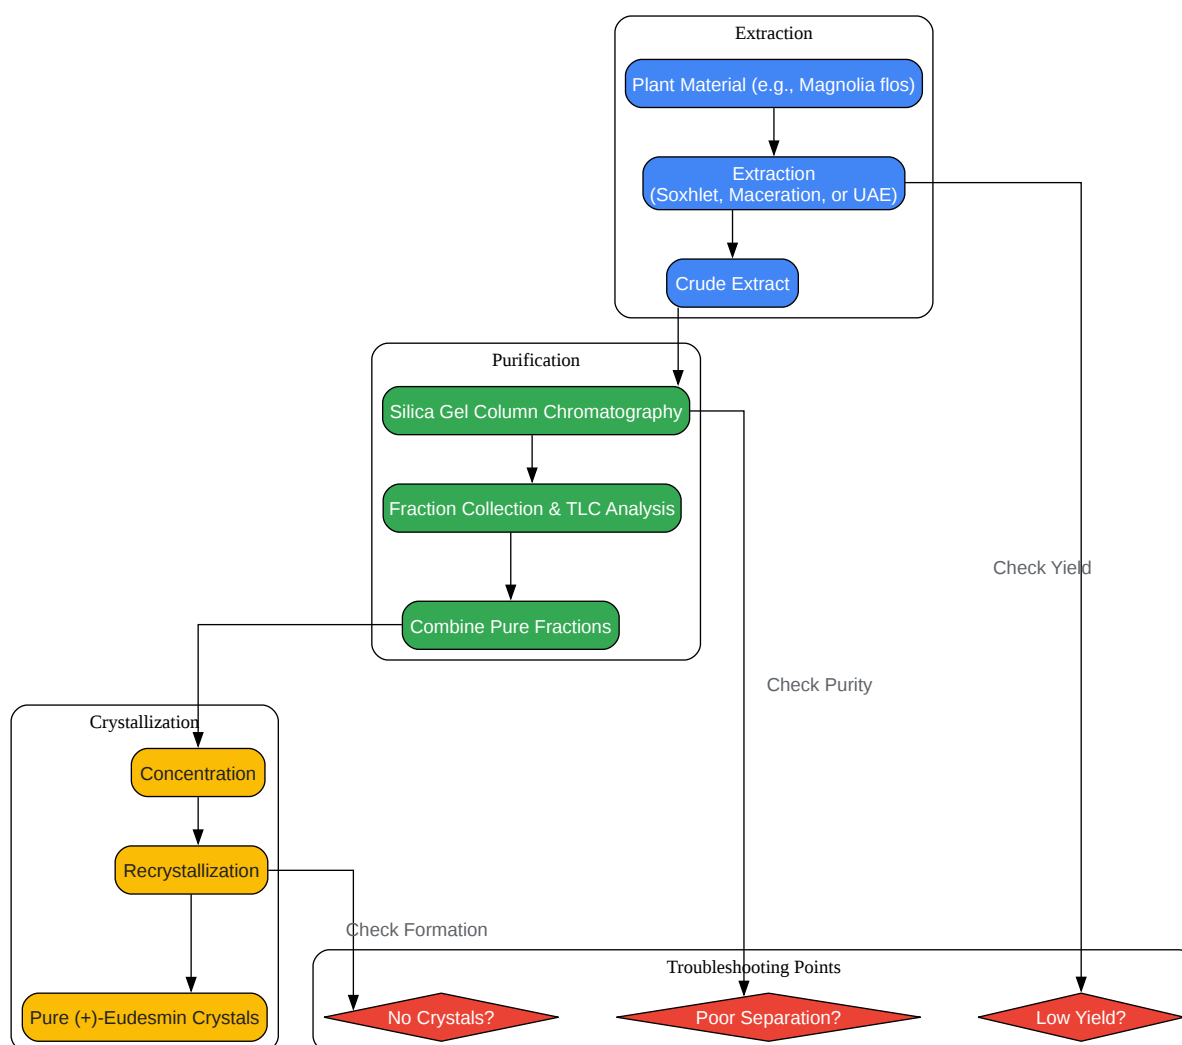 Extraction
Plant Material (e.g., Magnolia flos)
Extraction
(Soxhlet, Maceration, or UAE)
Crude Extract
Purification
Silica Gel Column Chromatography
Fraction Collection & TLC Analysis
Check Yield
Combine Pure Fractions
Check Purity
Crystallization
Concentration
Recrystallization
Check Formation
Troubleshooting Points
Pure (+)-Eudesmin Crystals
No Crystals?
Poor Separation?
Low Yield?